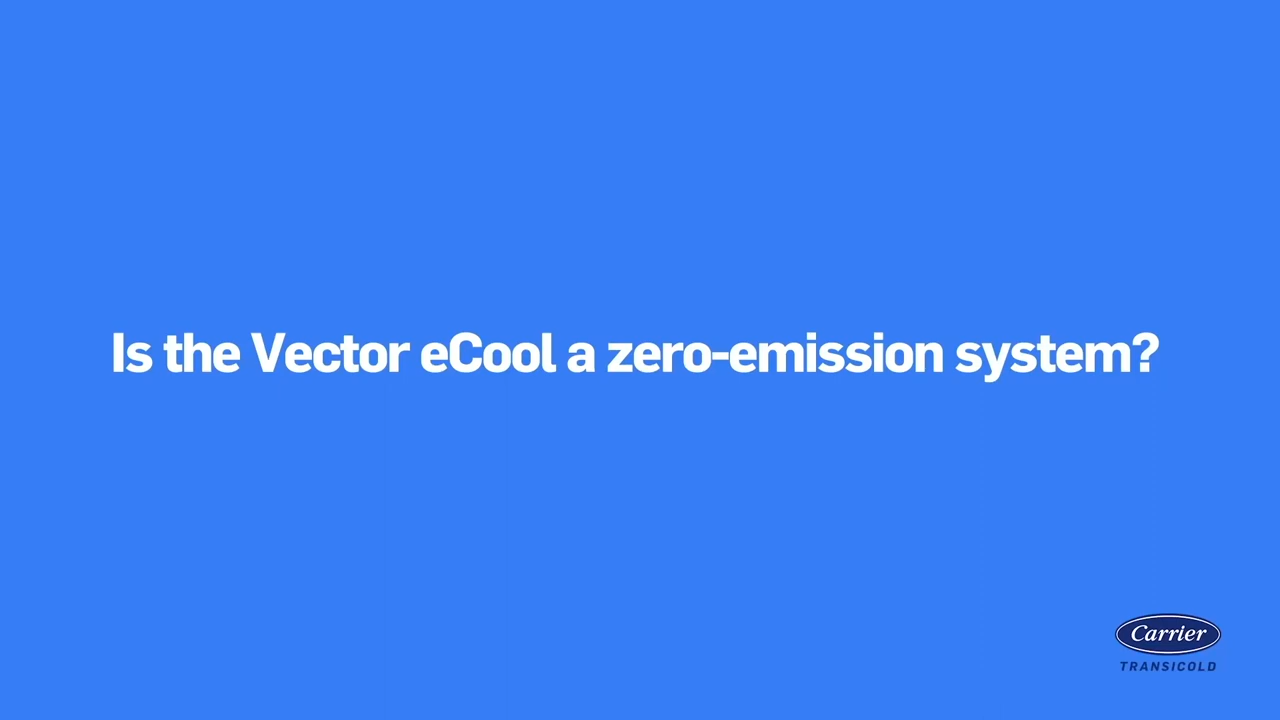 Is the Vector eCool a zero-emission system?
Carrier
TRANSICOLD